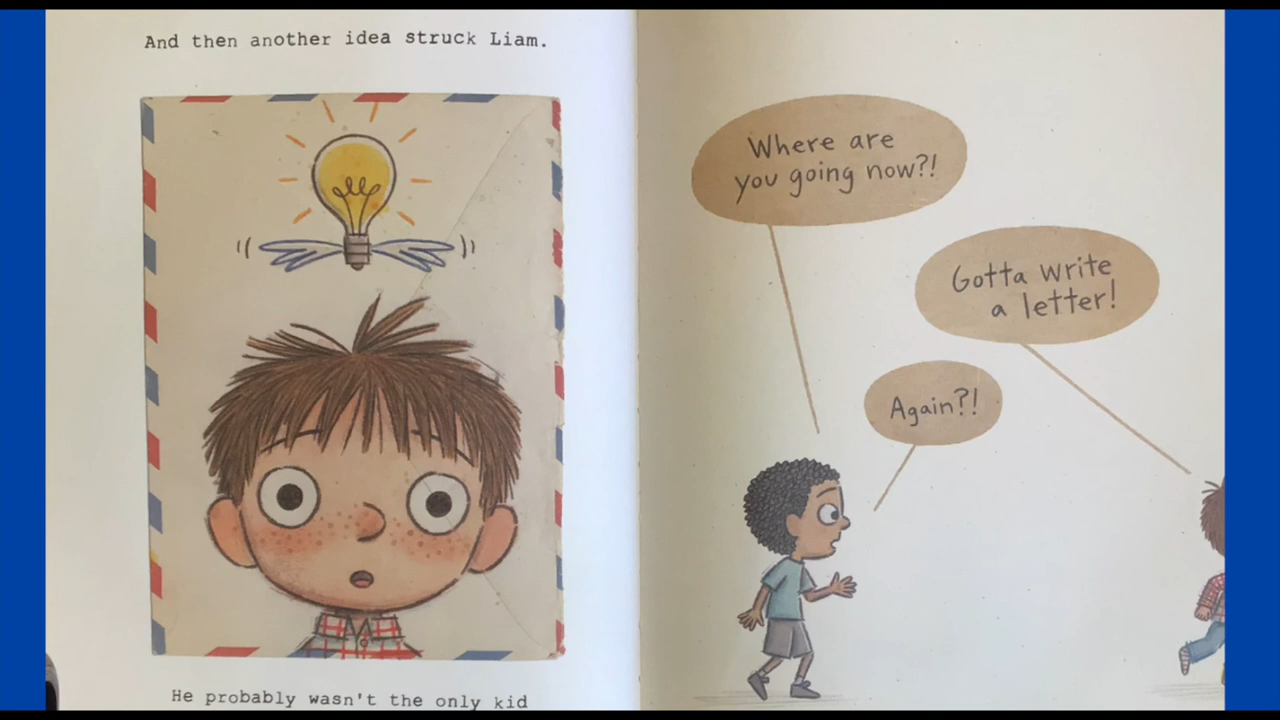 And then another idea struck Liam.
He probably wasn't the only kid
Where are
you going now?!
Gotta write
a letter!
Again?!